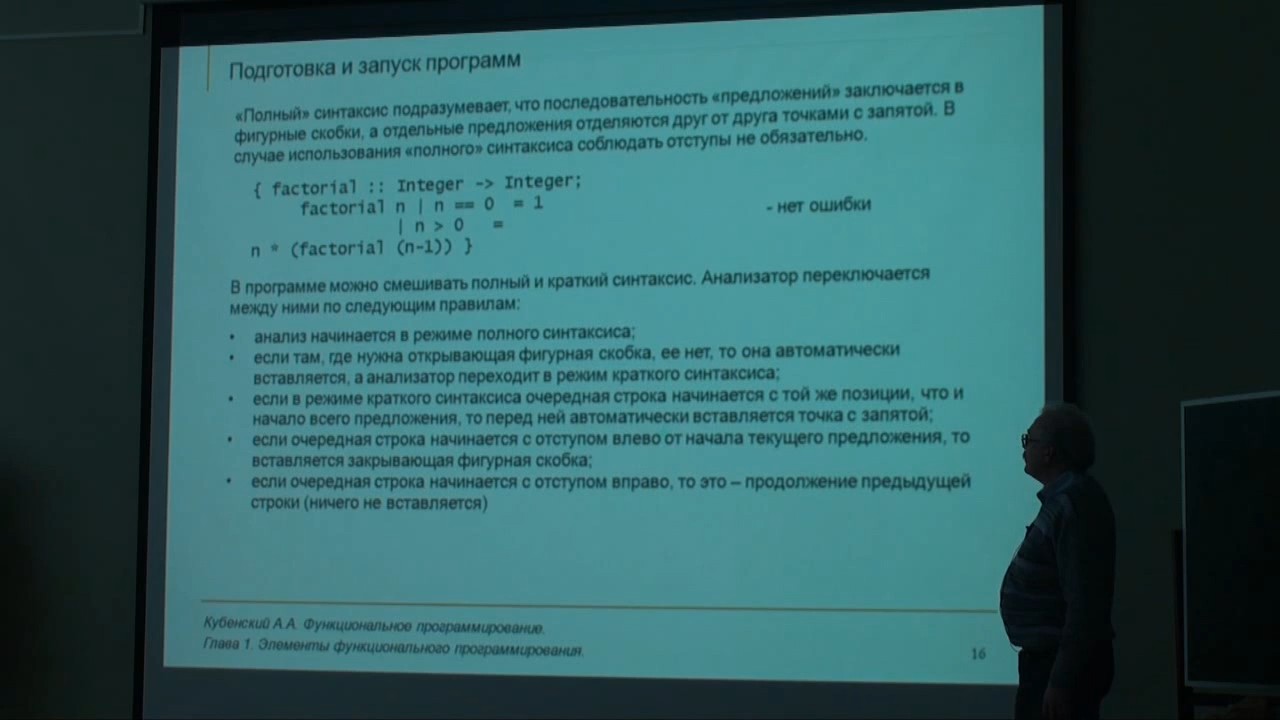 Подготовка и запуск программ
«Полный» синтаксис подразумевает, что последовательность «предложений» заключается в
фигурные скобки, а отдельные предложения отделяются друг от друга точками с запятой. В
случае использования «полного» синтаксиса соблюдать отступы не обязательно.
{ factorial :: Integer -> Integer;
factorial n | n == 0 = 1
- нет ошибки
| n > 0 =
n * (factorial (n-1)) }
В программе можно смешивать полный и краткий синтаксис. Анализатор переключается
между ними по следующим правилам:
• анализ начинается в режиме полного синтаксиса;
• если там, где нужна открывающая фигурная скобка, ее нет, то она автоматически
вставляется, а анализатор переходит в режим краткого синтаксиса;
• если в режиме краткого синтаксиса очередная строка начинается с той же позиции, что и
начало всего предложения, то перед ней автоматически вставляется точка с запятой;
• если очередная строка начинается с отступом влево от начала текущего предложения, то
вставляется закрывающая фигурная скобка;
• если очередная строка начинается с отступом вправо, то это – продолжение предыдущей
строки (ничего не вставляется)
Кубенский А.А. Функциональное программирование.
Глава 1. Элементы функционального программирования.
16